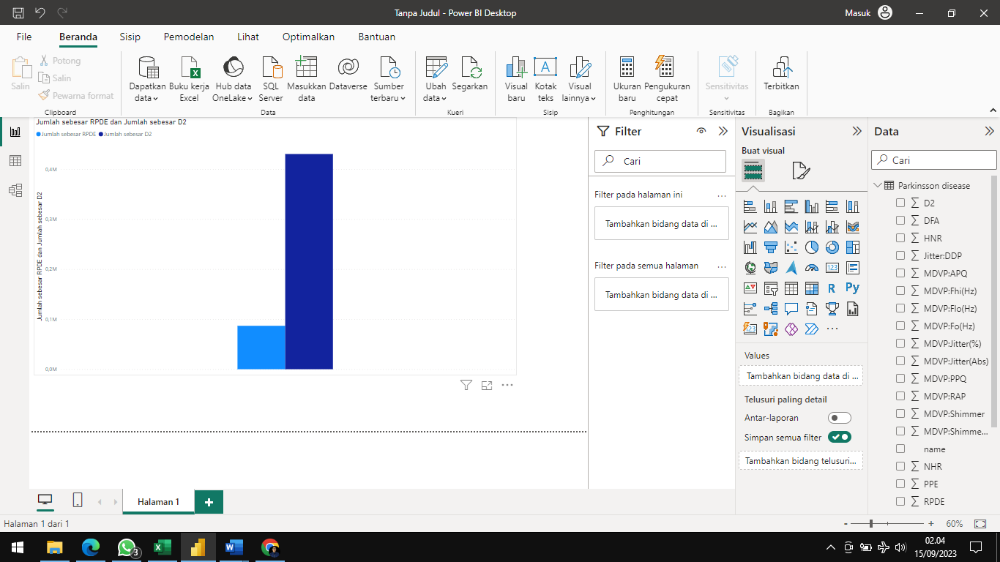 Tanpa Judul - Power BI Desktop
Masuk
File
Beranda
Sisip
Pemodelan
Lihat
Optimalkan
Bantuan
Salin
Potong
Salin
Pewarna format
Clipboard
Dapatkan data
Buku kerja Excel
Hub data OneLake
SQL Server
Masukkan data
Dataverse
Sumber terbaru
Data
Ubah data
Segarkan
Kueri
Visual baru
Kotak teks
Visual lainnya
Sisip
Ukuran baru
Pengukuran cepat
Penghitungan
Sensitivitas
Sensitivitas
Terbitkan
Bagikan
Jumlah sebesar RPDE dan Jumlah sebesar D2
Jumlah sebesar RPDE
Jumlah sebesar D2
Jumlah sebesar RPDE dan Jumlah sebesar D2
0,4M
0,3M
0,2M
0,1M
0,0M
Filter
Cari
Filter pada halaman ini
...
Tambahkan bidang data di ...
Filter pada semua halaman
...
Tambahkan bidang data di ...
Visualisasi
Buat visual
123
R
Py
123
...
Values
Tambahkan bidang data di ...
Telusuri paling detail
Antar-laporan
Simpan semua filter
Tambahkan bidang telusuri...
Data
Cari
Parkinsson disease
∑ D2
∑ DFA
∑ HNR
∑ Jitter:DDP
∑ MDVP:APQ
∑ MDVP:Fhi(Hz)
∑ MDVP:Flo(Hz)
∑ MDVP:Fo(Hz)
∑ MDVP:Jitter(%)
∑ MDVP:Jitter(Abs)
∑ MDVP:PPQ
∑ MDVP:RAP
∑ MDVP:Shimmer
∑ MDVP:Shimme...
name
∑ NHR
∑ PPE
∑ RPDE
Halaman 1
+
Halaman 1 dari 1
- + 60%
3
02.04
15/09/2023